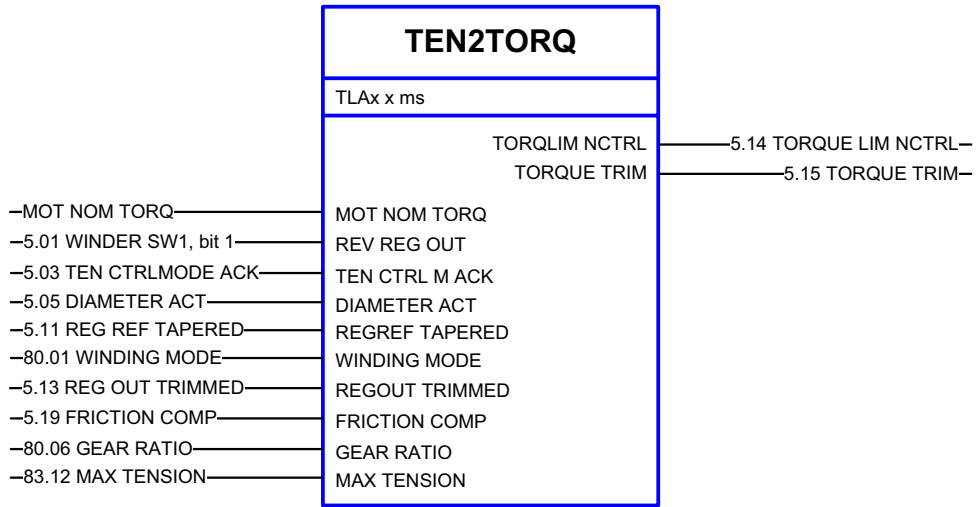 TEN2TORQ
TLAx x ms
TORQLIM NCTRL 5.14 TORQUE LIM NCTRL
TORQUE TRIM 5.15 TORQUE TRIM
MOT NOM TORQ MOT NOM TORQ
5.01 WINDER SW1, bit 1 REV REG OUT
5.03 TEN CTRLMODE ACK TEN CTRL M ACK
5.05 DIAMETER ACT DIAMETER ACT
5.11 REG REF TAPERED REGREF TAPERED
80.01 WINDING MODE WINDING MODE
5.13 REG OUT TRIMMED REGOUT TRIMMED
5.19 FRICTION COMP FRICTION COMP
80.06 GEAR RATIO GEAR RATIO
83.12 MAX TENSION MAX TENSION